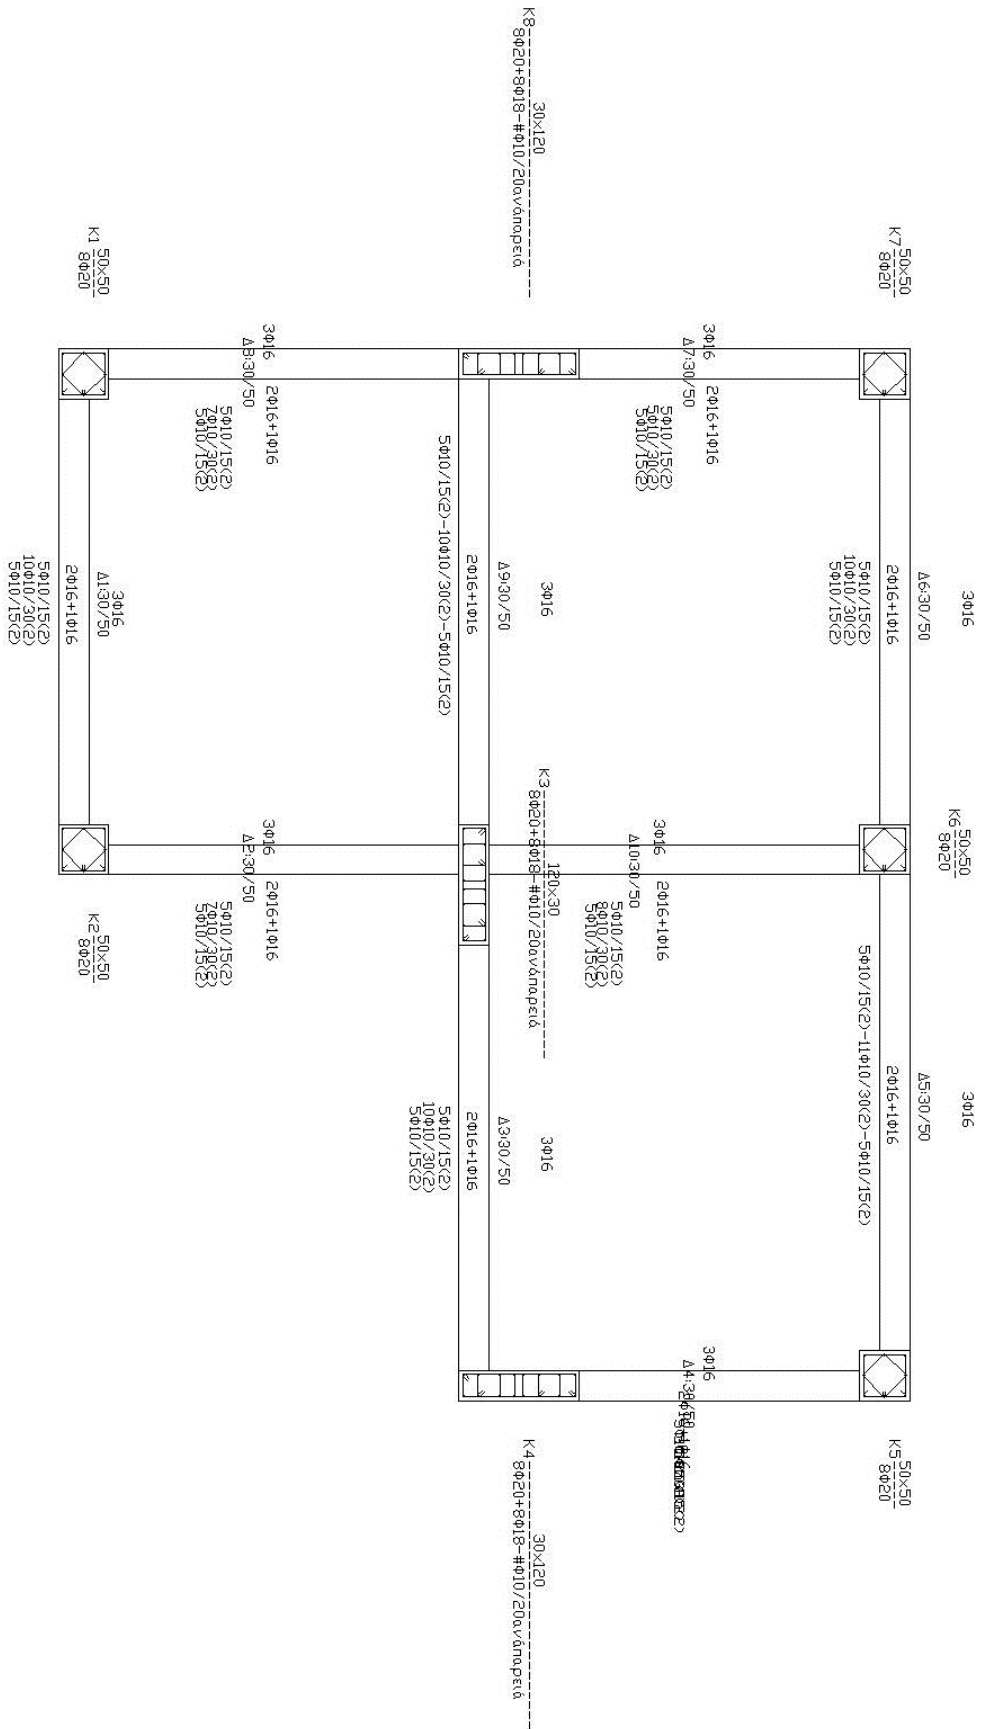 K8
30x120
8Φ20+8Φ18-#Φ10/20ανάπαρειά
K1
50x50
8Φ20
K7
50x50
8Φ20
3Φ16
Δ8:30/50
2Φ16+1Φ16
5Φ10/15(2)
7Φ10/30(2)
5Φ10/15(2)
3Φ16
Δ7:30/50
2Φ16+1Φ16
5Φ10/15(2)
5Φ10/30(2)
5Φ10/15(2)
3Φ16
Δ1:30/50
2Φ16+1Φ16
5Φ10/15(2)
10Φ10/30(2)
5Φ10/15(2)
3Φ16
Δ9:30/50
2Φ16+1Φ16
5Φ10/15(2)-10Φ10/30(2)-5Φ10/15(2)
3Φ16
Δ6:30/50
2Φ16+1Φ16
5Φ10/15(2)
10Φ10/30(2)
5Φ10/15(2)
K3
120x30
8Φ20+8Φ18-#Φ10/20ανάπαρειά
K6
50x50
8Φ20
3Φ16
Δ2:30/50
2Φ16+1Φ16
5Φ10/15(2)
7Φ10/30(2)
5Φ10/15(2)
3Φ16
Δ10:30/50
2Φ16+1Φ16
5Φ10/15(2)
8Φ10/30(2)
5Φ10/15(2)
K2
50x50
8Φ20
3Φ16
Δ3:30/50
2Φ16+1Φ16
5Φ10/15(2)
10Φ10/30(2)
5Φ10/15(2)
3Φ16
Δ5:30/50
2Φ16+1Φ16
5Φ10/15(2)-11Φ10/30(2)-5Φ10/15(2)
3Φ16
Δ4:30/50
K4
30x120
8Φ20+8Φ18-#Φ10/20ανάπαρειά
K5
50x50
8Φ20